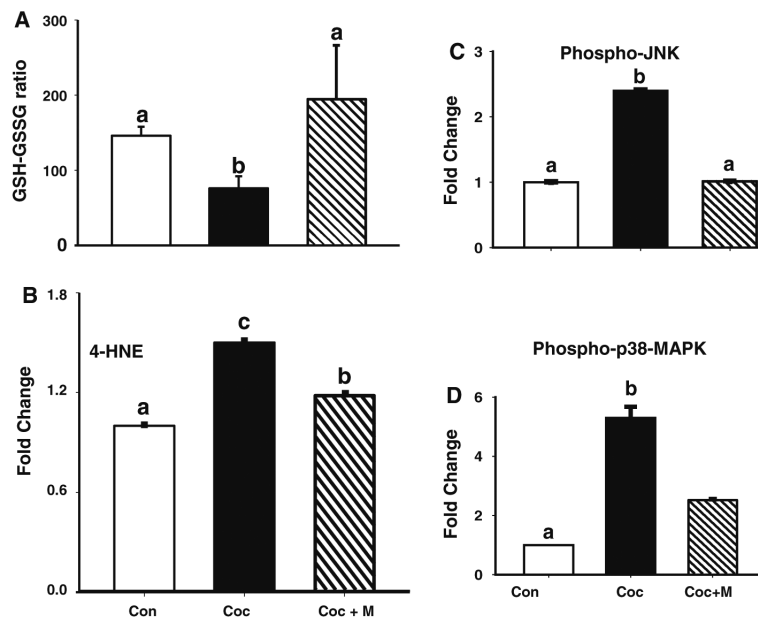 A
GSH-GSSG ratio
300
200
100
0
a
b
a
B
4-HNE
Fold Change
1.8
1.2
0.6
0.0
a
c
b
Con
Coc
Coc + M
C
Phospho-JNK
Fold Change
3
2
1
0
a
b
a
D
Phospho-p38-MAPK
Fold Change
6
4
2
0
a
b
Con
Coc
Coc+M